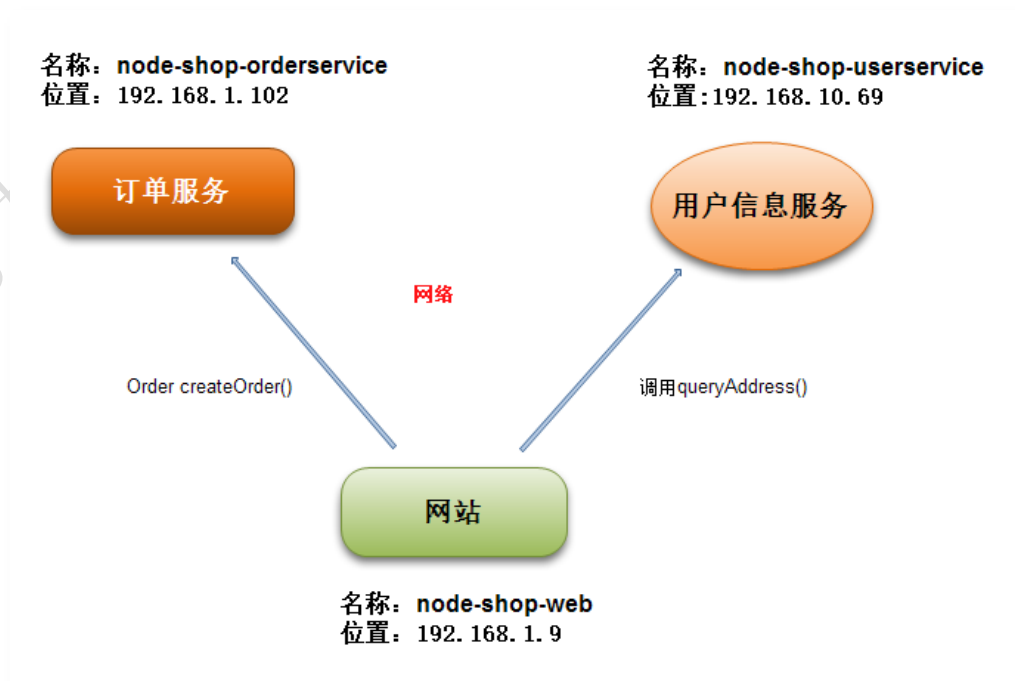 名称：node-shop-orderservice
位置：192.168.1.102
名称：node-shop-userservice
位置:192.168.10.69
订单服务
用户信息服务
网络
Order createOrder()
调用queryAddress()
网站
名称：node-shop-web
位置：192.168.1.9